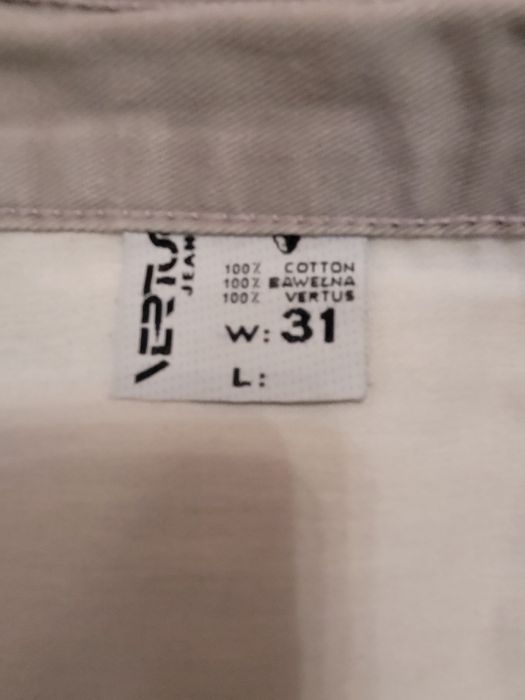 VERTUS
JEANS
100% COTTON
100% BAWEŁNA
100% VERTUS
W: 31
L: